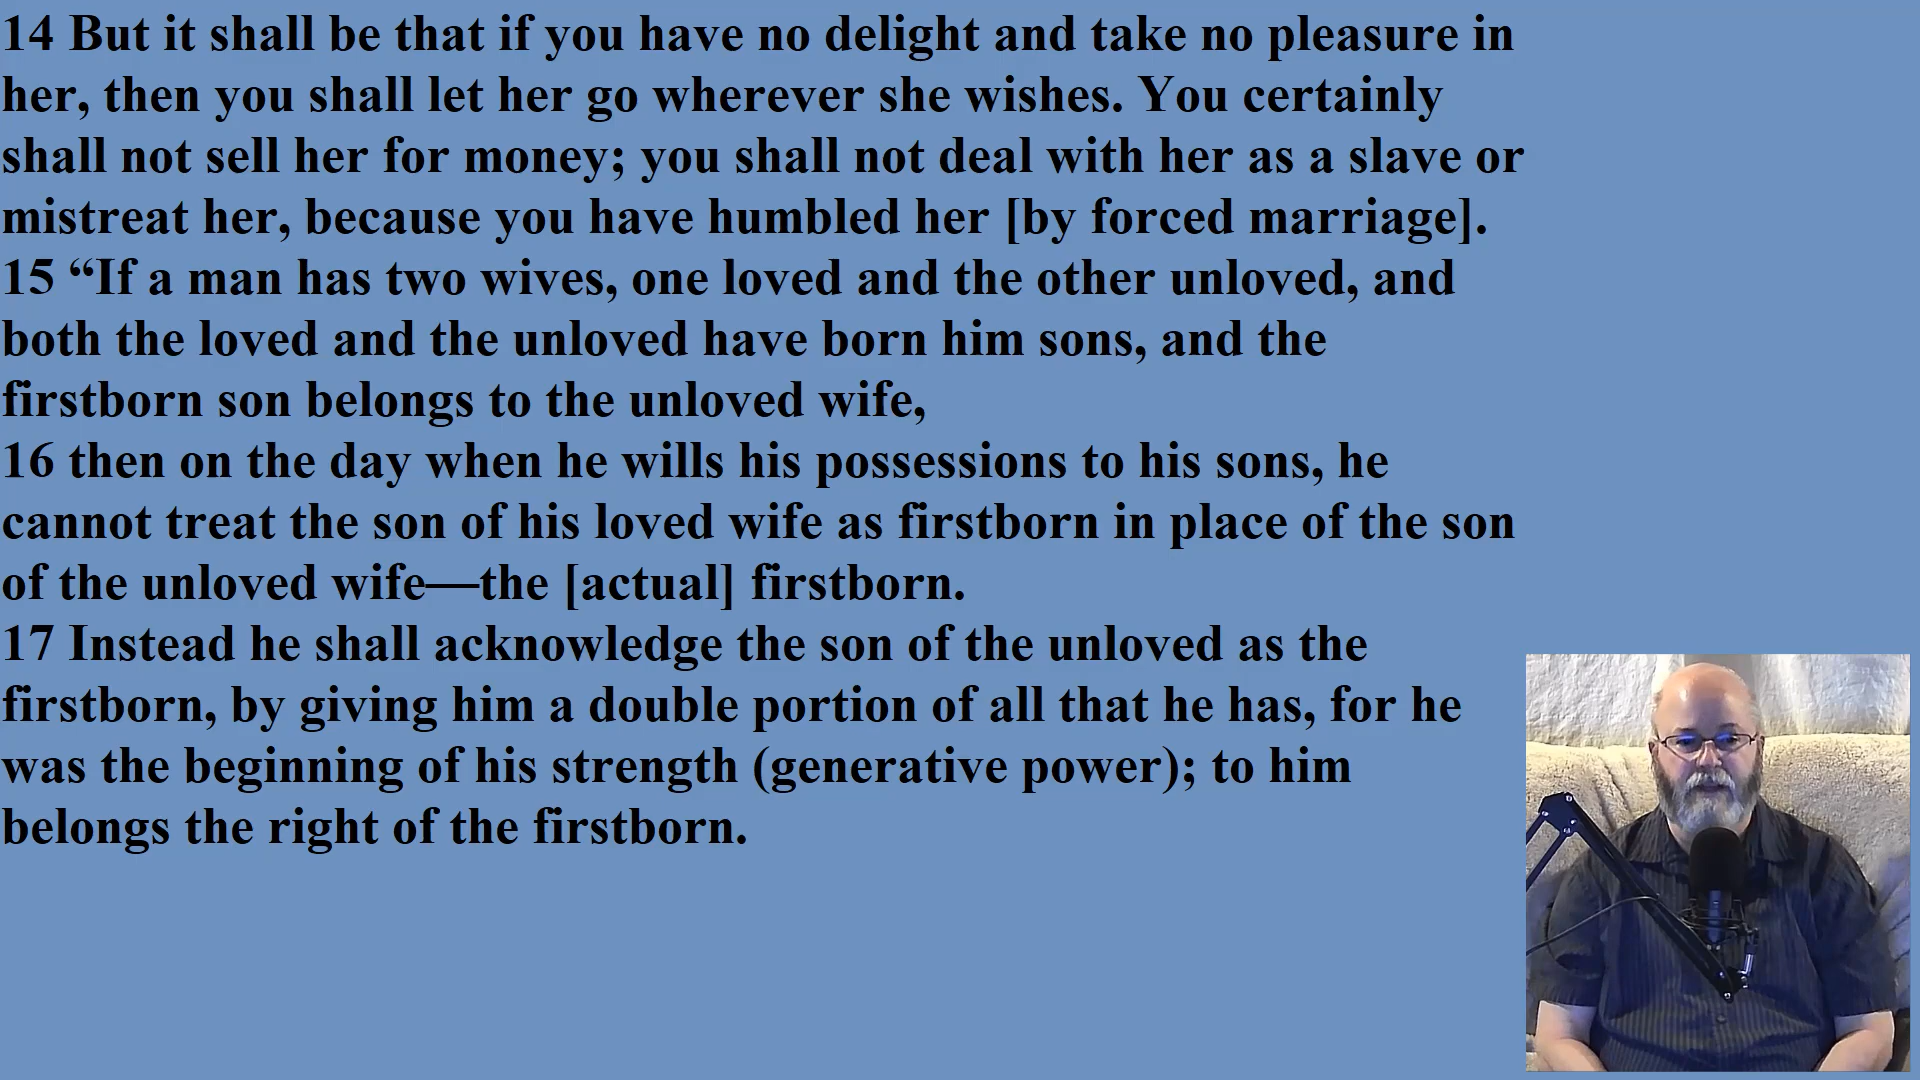 14 But it shall be that if you have no delight and take no pleasure in
her, then you shall let her go wherever she wishes. You certainly
shall not sell her for money; you shall not deal with her as a slave or
mistreat her, because you have humbled her [by forced marriage].
15 “If a man has two wives, one loved and the other unloved, and
both the loved and the unloved have born him sons, and the
firstborn son belongs to the unloved wife,
16 then on the day when he wills his possessions to his sons, he
cannot treat the son of his loved wife as firstborn in place of the son
of the unloved wife—the [actual] firstborn.
17 Instead he shall acknowledge the son of the unloved as the
firstborn, by giving him a double portion of all that he has, for he
was the beginning of his strength (generative power); to him
belongs the right of the firstborn.